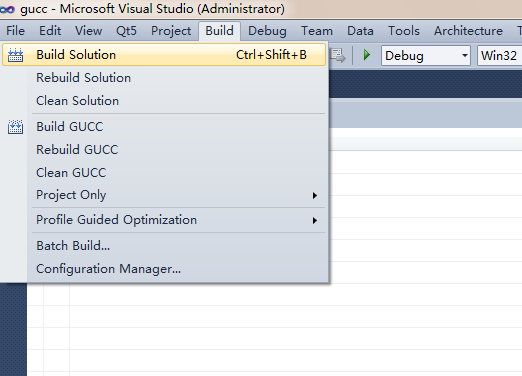 gucc - Microsoft Visual Studio (Administrator)
File Edit View Qt5 Project Build Debug Team Data Tools Architecture
Build Solution Ctrl+Shift+B Debug Win32
Rebuild Solution
Clean Solution
Build GUCC
Rebuild GUCC
Clean GUCC
Project Only
Profile Guided Optimization
Batch Build...
Configuration Manager...